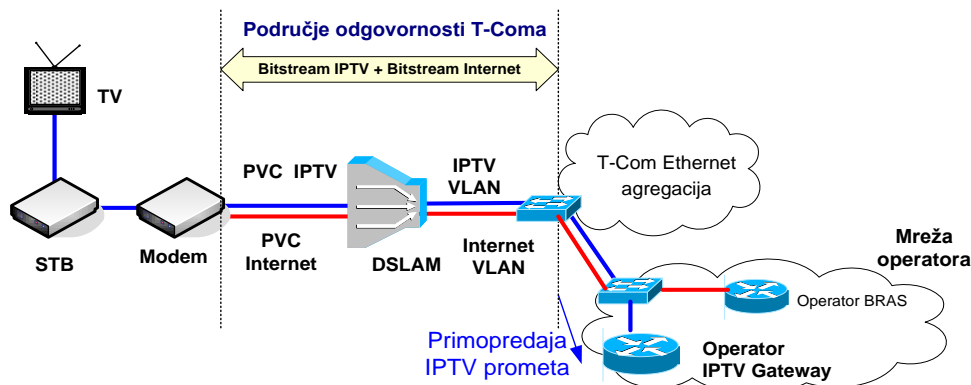 Područje odgovornosti T-Coma
Bitstream IPTV + Bitstream Internet
TV
PVC IPTV
IPTV
VLAN
T-Com Ethernet
agregacija
STB
Modem
PVC
Internet
DSLAM
Internet
VLAN
Mreža
operatora
Operator BRAS
Primopredaja
IPTV prometa
Operator
IPTV Gateway